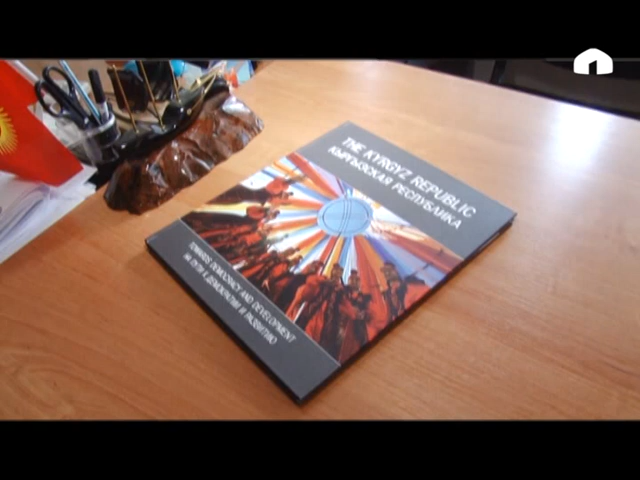 THE KYRGYZ REPUBLIC
КЫРГЫЗСКАЯ РЕСПУБЛИКА
TOWARDS DEMOCRACY AND DEVELOPMENT
НА ПУТИ К ДЕМОКРАТИИ И РАЗВИТИЮ